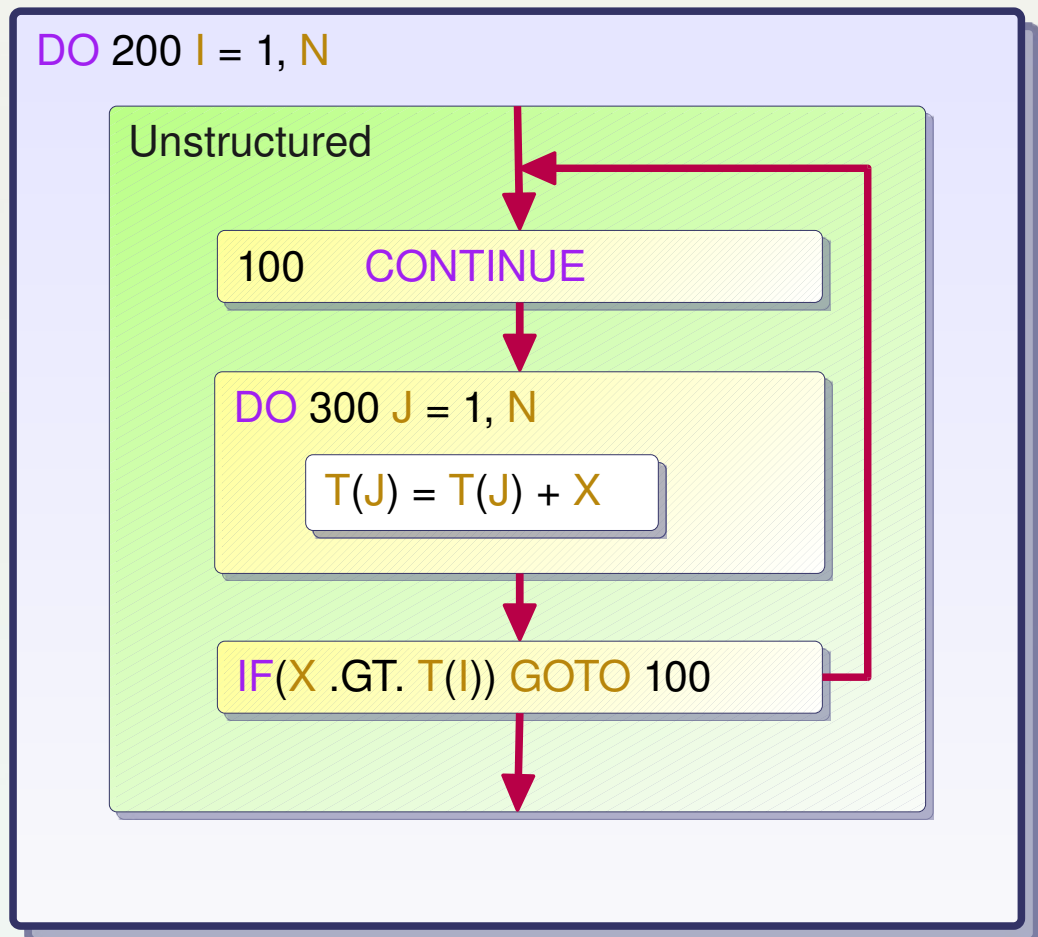 DO 200 I = 1, N
Unstructured
100 CONTINUE
DO 300 J = 1, N
T(J) = T(J) + X
IF(X .GT. T(I)) GOTO 100